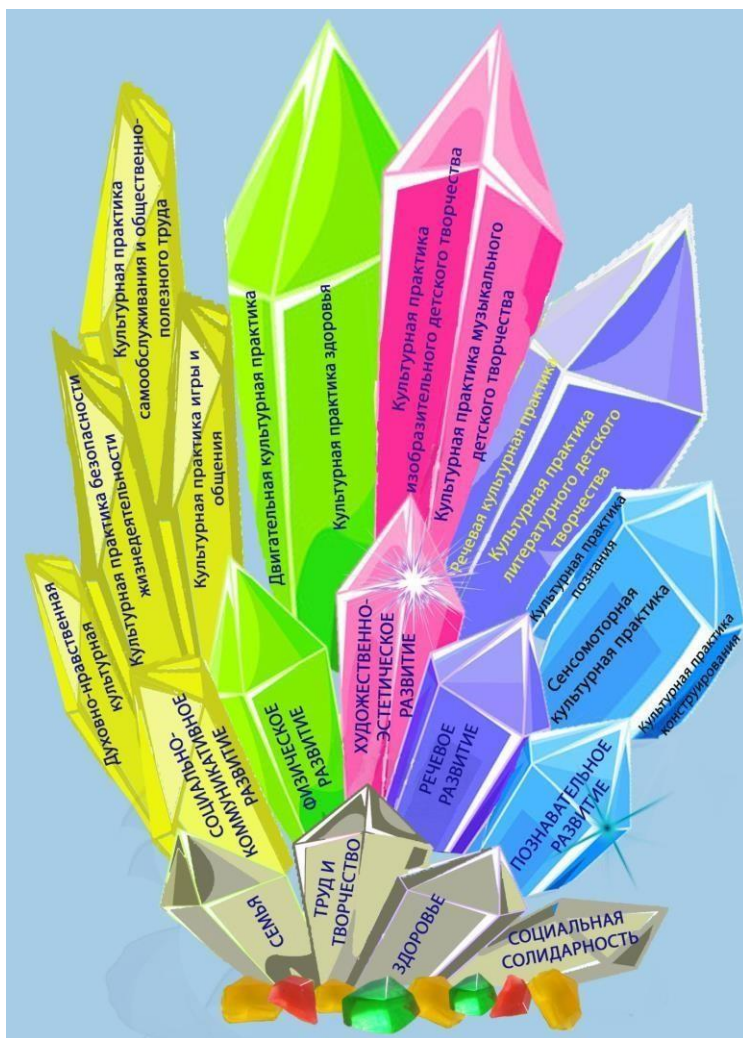 Культурная практика
самообслуживания и общественно-
полезного труда
Культурная практика безопасности
жизнедеятельности
Культурная практика игры и
общения
Духовно-нравственная
культурная
СОЦИАЛЬНО-
КОММУНИКАТИВНОЕ
РАЗВИТИЕ
Двигательная культурная практика
Культурная практика здоровья
ФИЗИЧЕСКОЕ
РАЗВИТИЕ
Культурная практика
изобразительного детского творчества
Культурная практика музыкального
детского творчества
ХУДОЖЕСТВЕННО-
ЭСТЕТИЧЕСКОЕ
РАЗВИТИЕ
Речевая культурная практика
Культурная практика
литературного детского
творчества
РЕЧЕВОЕ
РАЗВИТИЕ
Культурная практика
познания
Сенсомоторная
культурная практика
Культурная практика
конструирования
ПОЗНАВАТЕЛЬНОЕ
РАЗВИТИЕ
СЕМЬЯ
ТРУД И
ТВОРЧЕСТВО
ЗДОРОВЬЕ
СОЦИАЛЬНАЯ
СОЛИДАРНОСТЬ